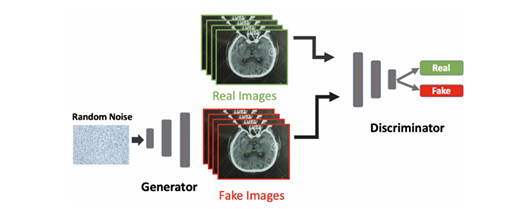 Real Images
Random Noise
Generator
Fake Images
Discriminator
Real
Fake